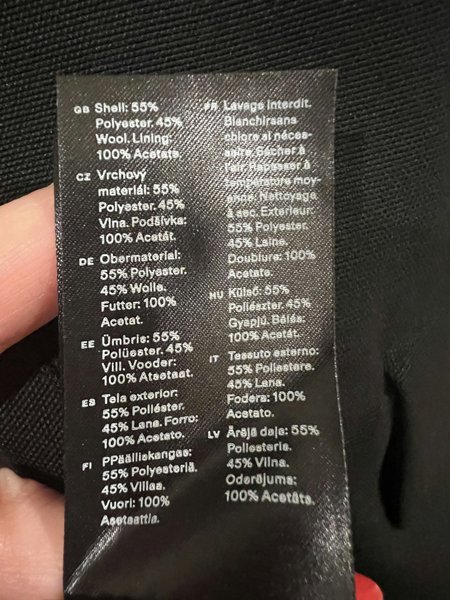 GB Shell: 55%
Polyester. 45%
Wool. Lining:
100% Acetate.
CZ Vrchový
materiál: 55%
Polyester. 45%
Vlna. Podšívka:
100% Acetát.
DE Obermaterial:
55% Polyester.
45% Wolle.
Futter: 100%
Acetat.
EE Ümbris: 55%
Polüester. 45%
Vill. Vooder:
100% Atsetaat.
ES Tela exterior:
55% Poliéster.
45% Lana. Forro:
100% Acetato.
FI PPäälliskangas:
55% Polyesteriä.
45% Villaa.
Vuori: 100%
Asetaattia.
FR Lavage interdit.
Blanchirsans
chlore si néces-
saire. Sécher à
l'air. Repasser à
température moy-
enne. Nettoyage
à sec. Extérieur:
55% Polyester.
45% Laine.
Doublure: 100%
Acetate.
HU Külső: 55%
Poliészter. 45%
Gyapjú. Bélés:
100% Acetát.
IT Tessuto esterno:
55% Poliestere.
45% Lana.
Fodera: 100%
Acetato.
LV Ārējā daļa: 55%
Poliesteris.
45% Vilna.
Oderējums:
100% Acetāts.